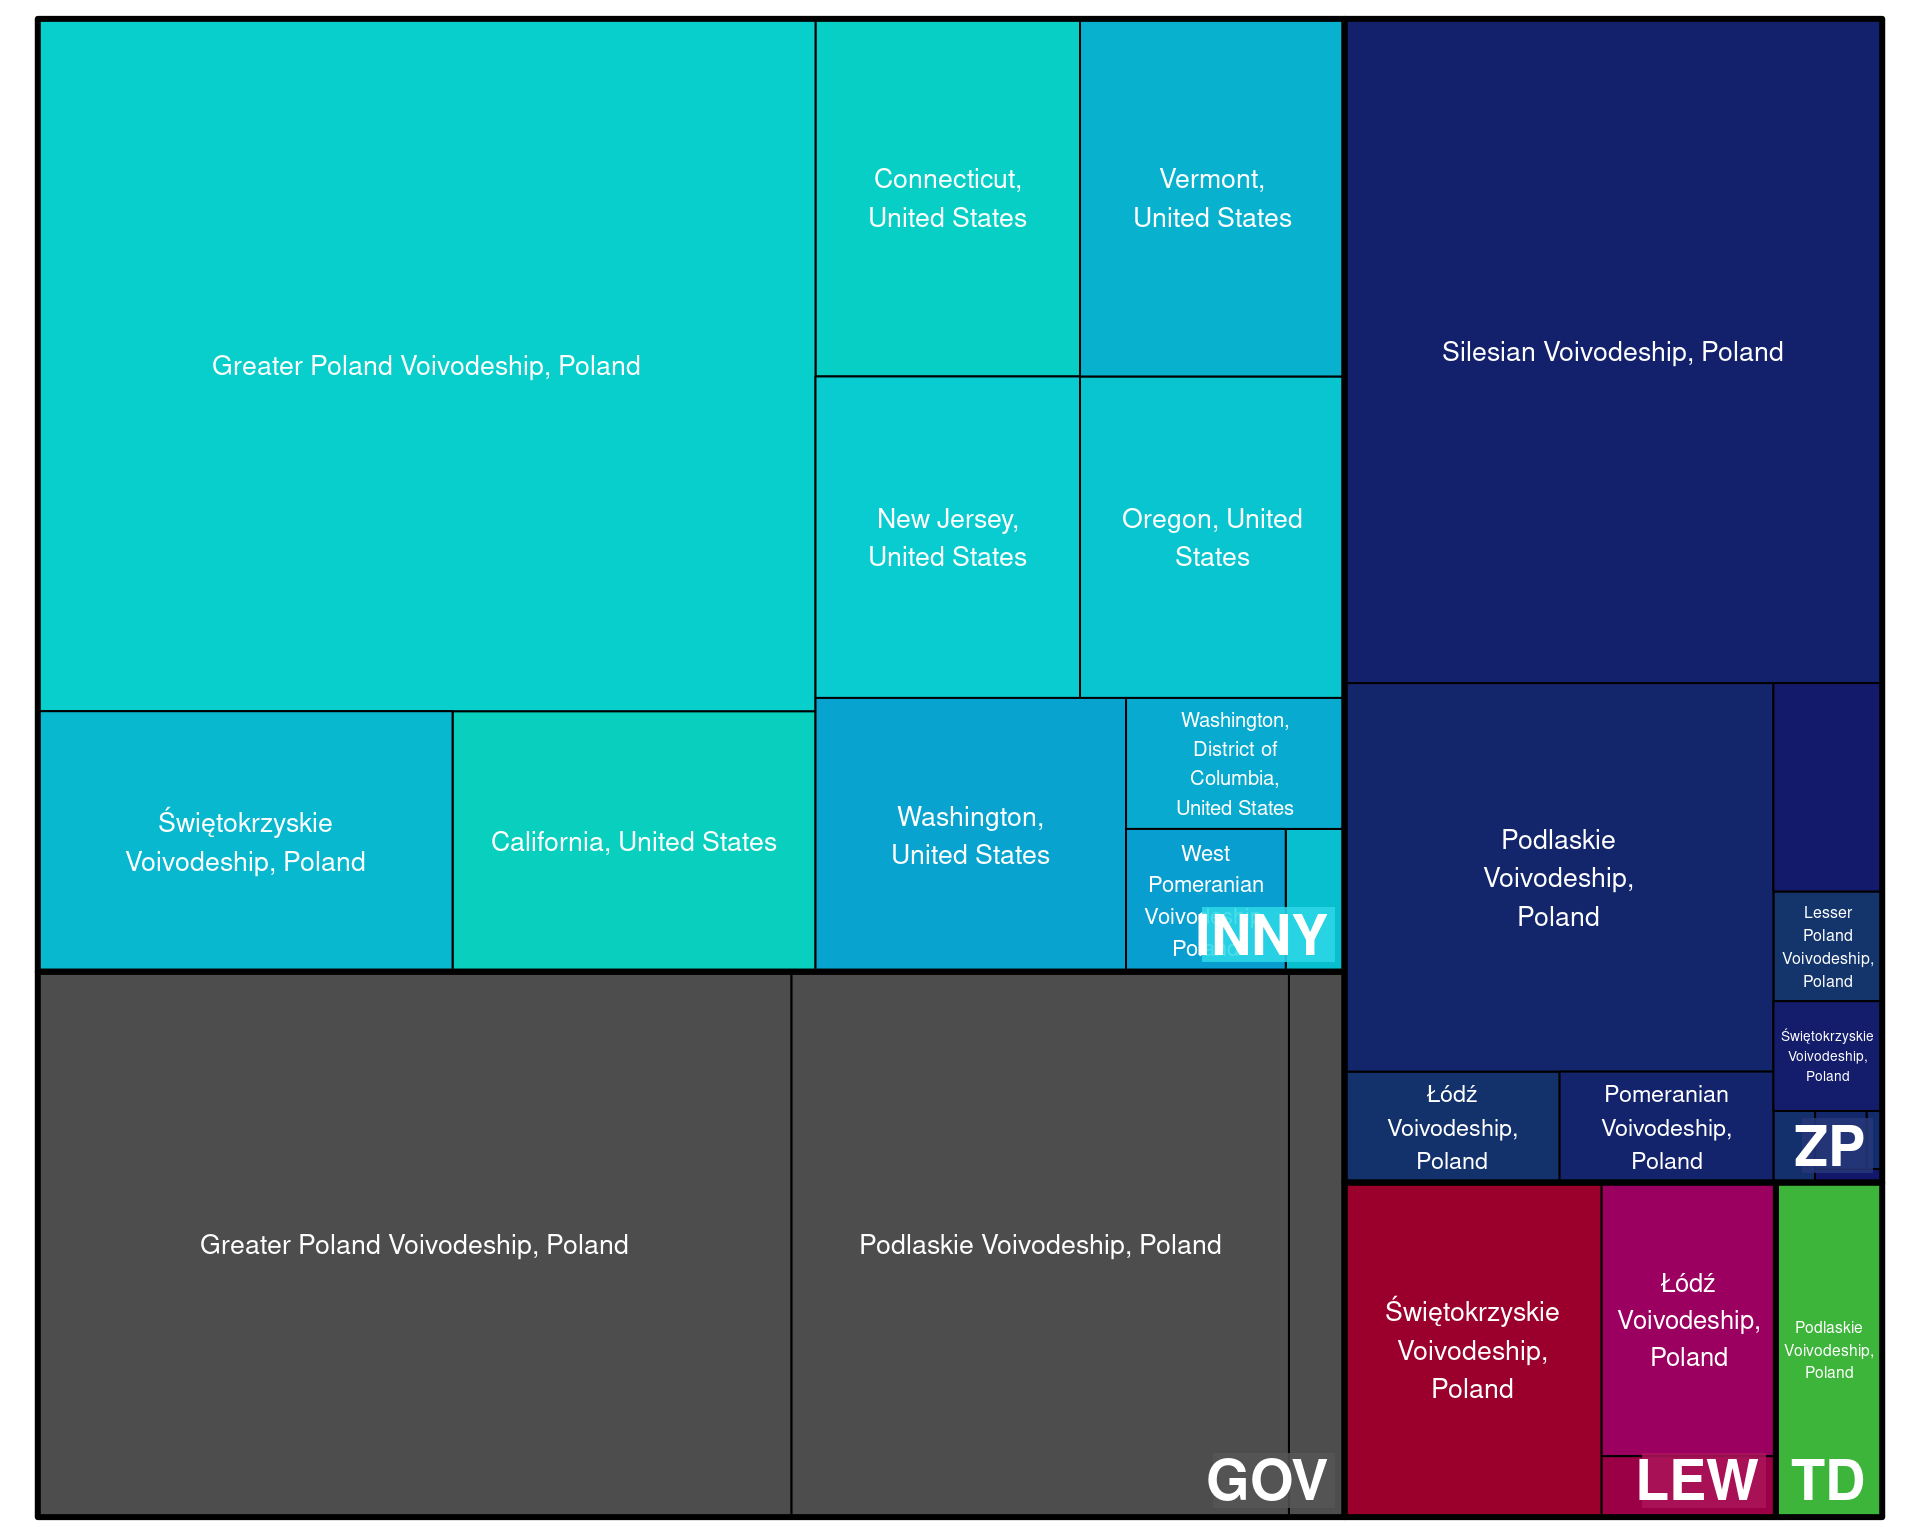 Greater Poland Voivodeship, Poland
Connecticut,
United States
Vermont,
United States
New Jersey,
United States
Oregon, United
States
Świętokrzyskie
Voivodeship, Poland
California, United States
Washington,
United States
Washington,
District of
Columbia,
United States
West
Pomeranian
Voivodeship,
Poland
INNY
Greater Poland Voivodeship, Poland
Podlaskie Voivodeship, Poland
GOV
Silesian Voivodeship, Poland
Podlaskie
Voivodeship,
Poland
Lesser
Poland
Voivodeship,
Poland
Świętokrzyskie
Voivodeship,
Poland
Łódź
Voivodeship,
Poland
Pomeranian
Voivodeship,
Poland
ZP
Świętokrzyskie
Voivodeship,
Poland
Łódź
Voivodeship,
Poland
LEW
Podlaskie
Voivodeship,
Poland
TD